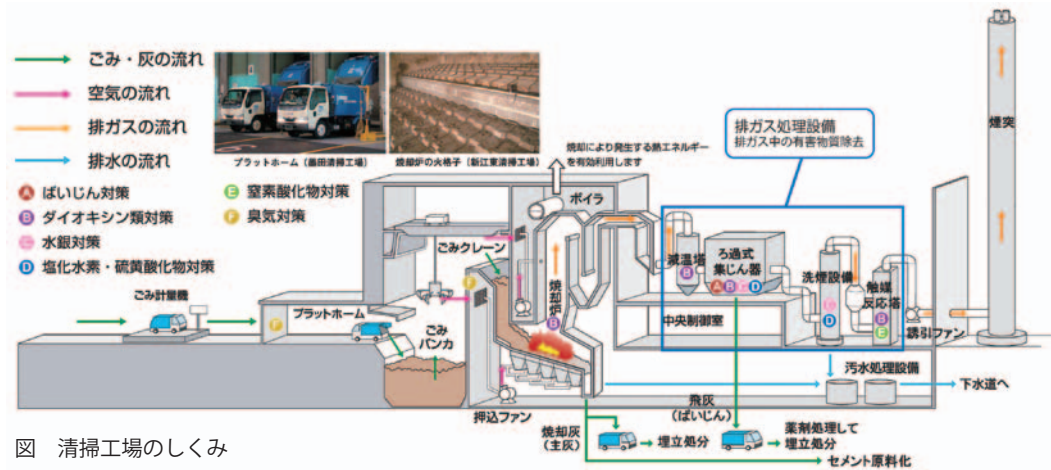 ごみ・灰の流れ
空気の流れ
排ガスの流れ
排水の流れ
A ばいじん対策
B ダイオキシン類対策
C 水銀対策
D 塩化水素・硫黄酸化物対策
E 窒素酸化物対策
F 臭気対策
プラットホーム(墨田清掃工場)
焼却炉の火格子(新江東清掃工場)
焼却により発生する熱エネルギー
を有効利用します
排ガス処理設備
排ガス中の有害物質除去
煙突
ボイラ
ごみクレーン
F
焼却炉
B
減温塔
B
ろ過式
集じん器
A B C D
洗煙設備
C
D
触媒
反応塔
B
E
誘引ファン
中央制御室
ごみ計量機
プラットホーム
F
ごみ
バンカ
押込ファン
汚水処理設備
下水道へ
飛灰
(ばいじん)
焼却灰
(主灰)
埋立処分
薬剤処理して
埋立処分
セメント原料化
図 清掃工場のしくみ